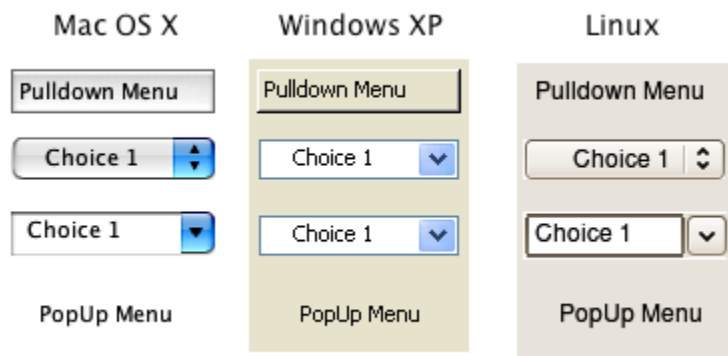 Mac OS X Windows XP Linux
Pulldown Menu Pulldown Menu Pulldown Menu
Choice 1 Choice 1 Choice 1
Choice 1 Choice 1 Choice 1
PopUp Menu PopUp Menu PopUp Menu